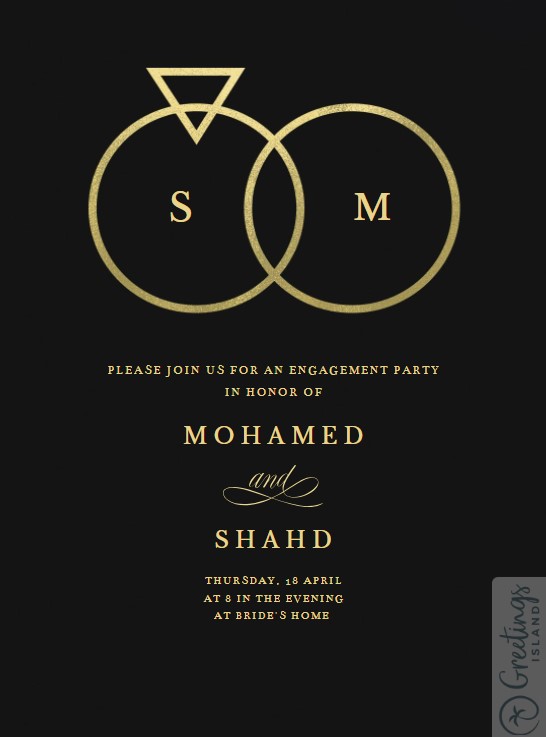 S M
PLEASE JOIN US FOR AN ENGAGEMENT PARTY
IN HONOR OF
MOHAMED
and
SHAHD
THURSDAY, 18 APRIL
AT 8 IN THE EVENING
AT BRIDE'S HOME
Greetings
ISLAND